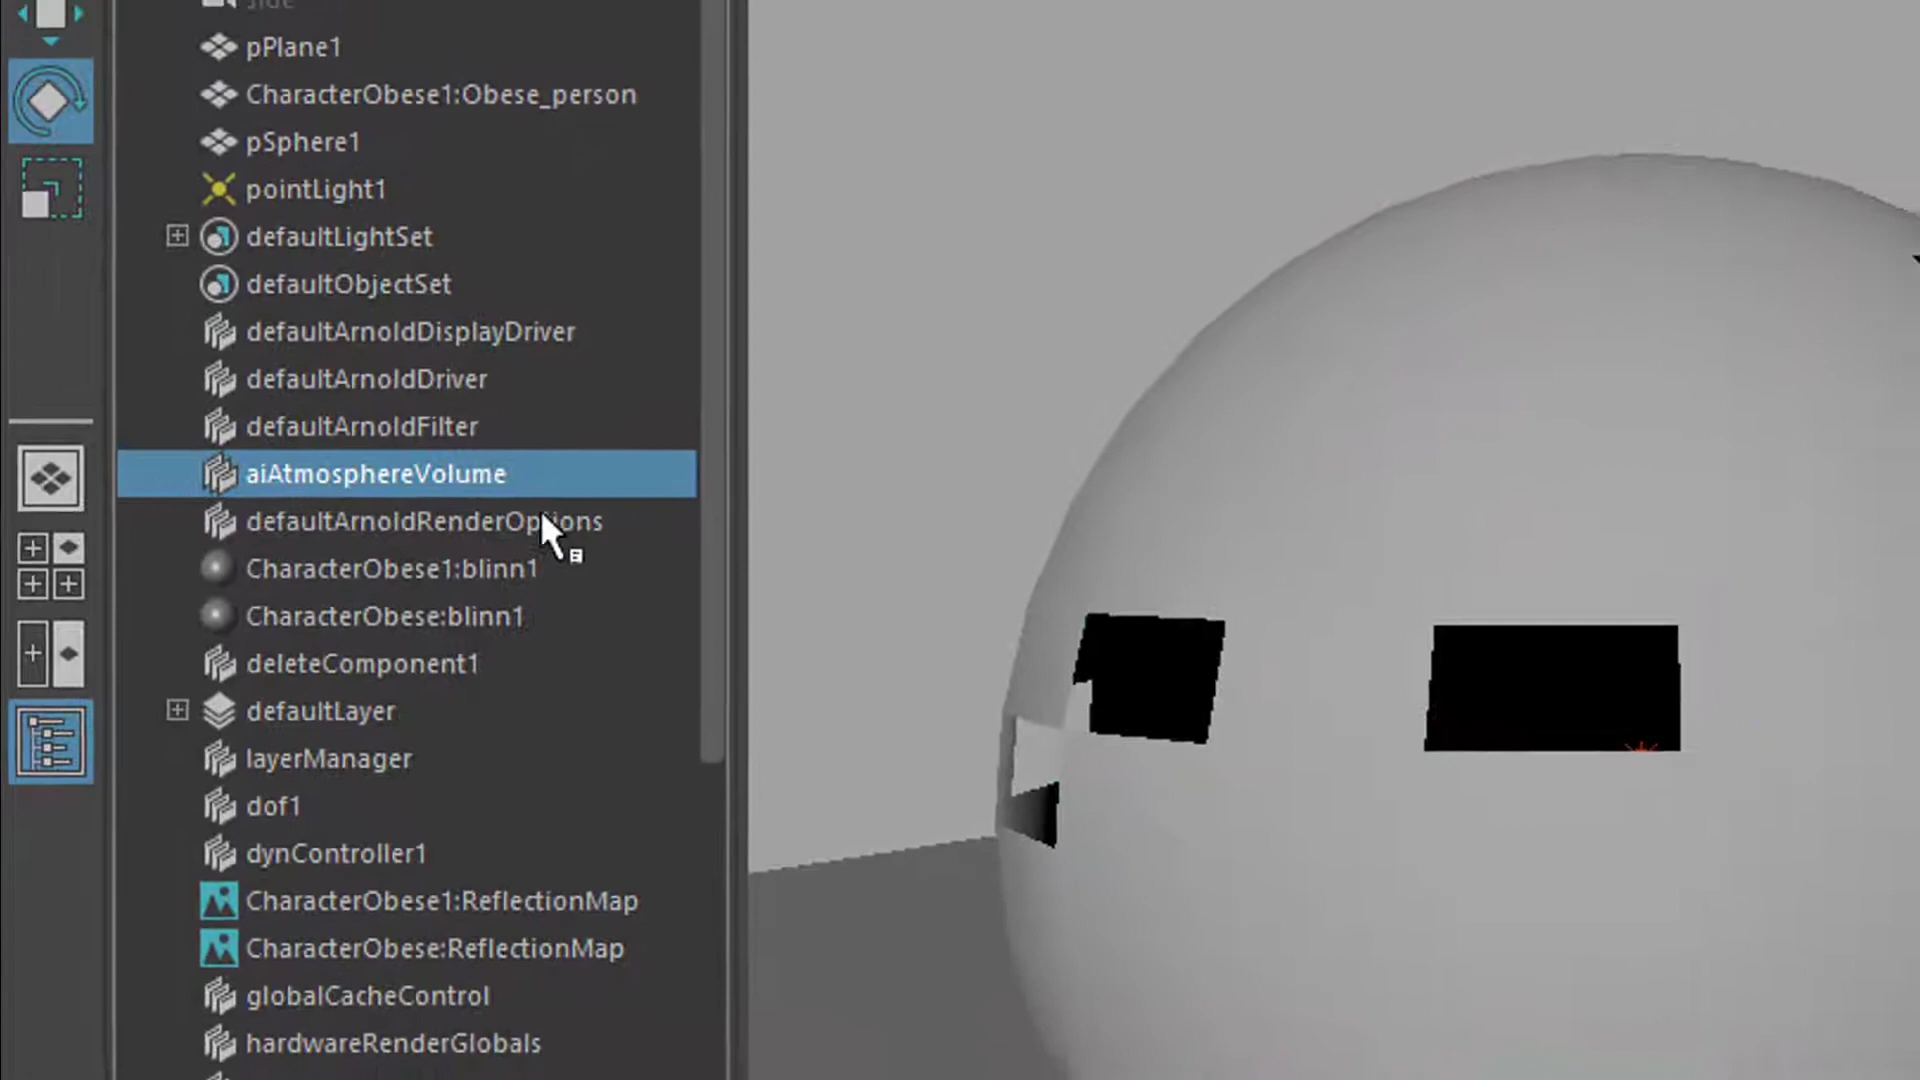 side
pPlane1
CharacterObese1:Obese_person
pSphere1
pointLight1
defaultLightSet
defaultObjectSet
defaultArnoldDisplayDriver
defaultArnoldDriver
defaultArnoldFilter
aiAtmosphereVolume
defaultArnoldRenderOptions
CharacterObese1:blinn1
CharacterObese:blinn1
deleteComponent1
defaultLayer
layerManager
dof1
dynController1
CharacterObese1:ReflectionMap
CharacterObese:ReflectionMap
globalCacheControl
hardwareRenderGlobals